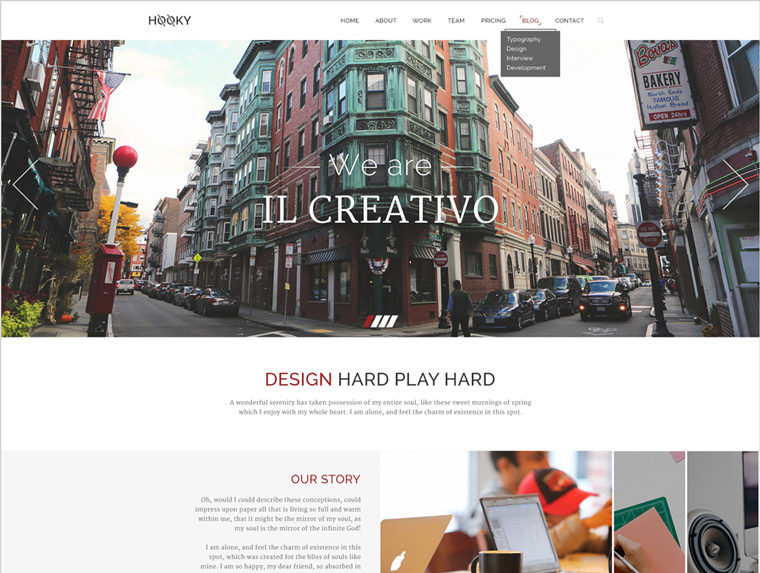 HOOKY
HOME ABOUT WORK TEAM PRICING BLOG CONTACT
Typography
Design
Interview
Development
Bova's
BAKERY
North Ends
FAMOUS
Italian Bread
OPEN 24hrs
We are
IL CREATIVO
DESIGN HARD PLAY HARD
A wonderful serenity has taken possession of my entire soul, like these sweet mornings of spring
which I enjoy with my whole heart. I am alone, and feel the charm of existence in this spot.
OUR STORY
Oh, would I could describe these conceptions, could
impress upon paper all that is living so full and warm
within me, that it might be the mirror of my soul, as
my soul is the mirror of the infinite God!
I am alone, and feel the charm of existence in this
spot, which was created for the bliss of souls like
mine. I am so happy, my dear friend, so absorbed in